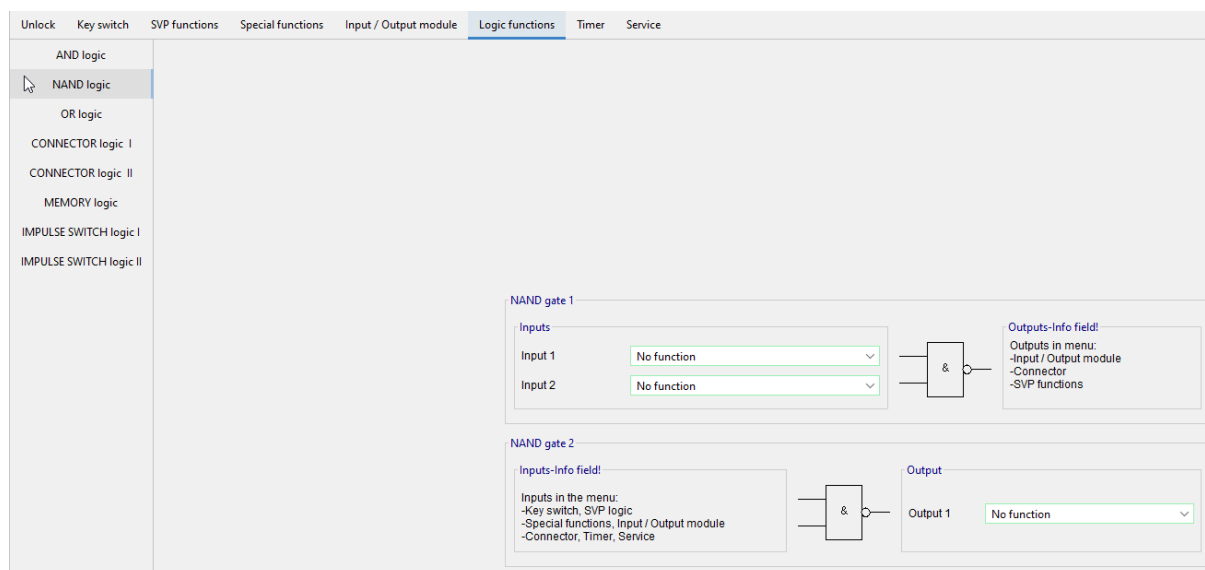 Unlock Key switch SVP functions Special functions Input / Output module Logic functions Timer Service
AND logic
NAND logic
OR logic
CONNECTOR logic I
CONNECTOR logic II
MEMORY logic
IMPULSE SWITCH logic I
IMPULSE SWITCH logic II
NAND gate 1
Inputs
Input 1 No function
Input 2 No function
&
Outputs-Info field!
Outputs in menu:
-Input / Output module
-Connector
-SVP functions
NAND gate 2
Inputs-Info field!
Inputs in the menu:
-Key switch, SVP logic
-Special functions, Input / Output module
-Connector, Timer, Service
&
Output
Output 1 No function